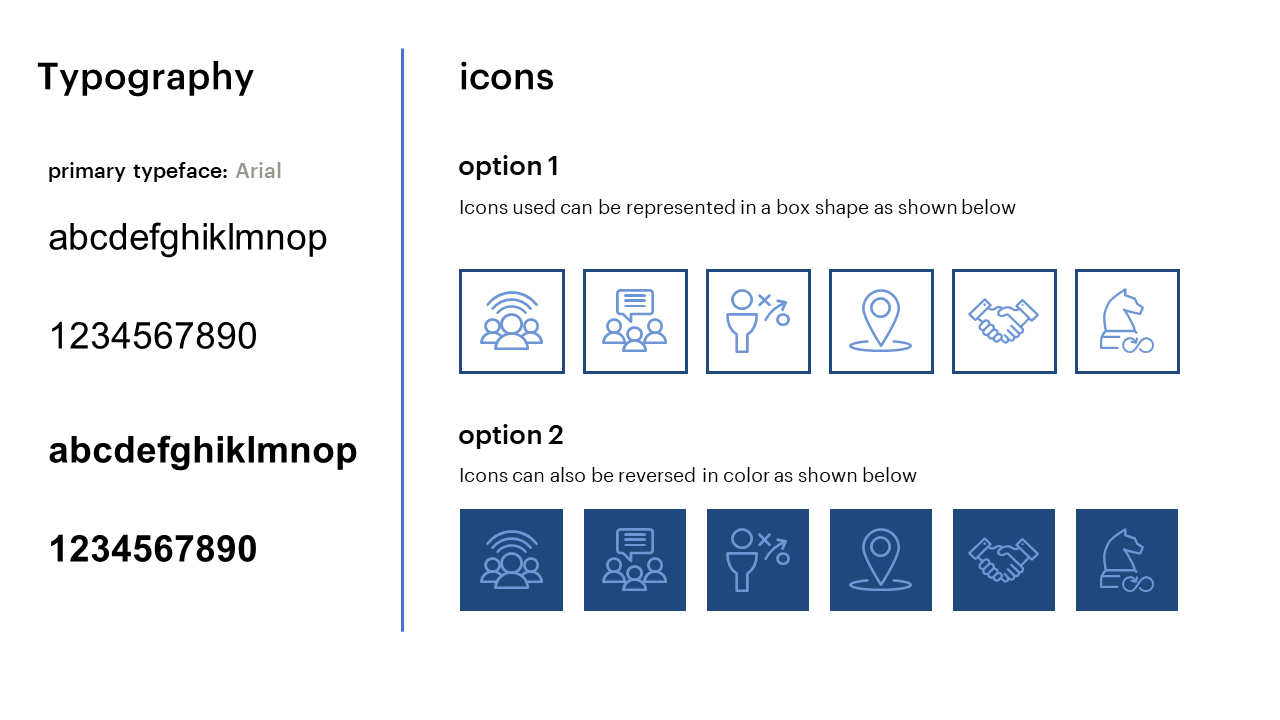 Typography
primary typeface: Arial
abcdefghiklmnop
1234567890
abcdefghiklmnop
1234567890
icons
option 1
Icons used can be represented in a box shape as shown below
option 2
Icons can also be reversed in color as shown below